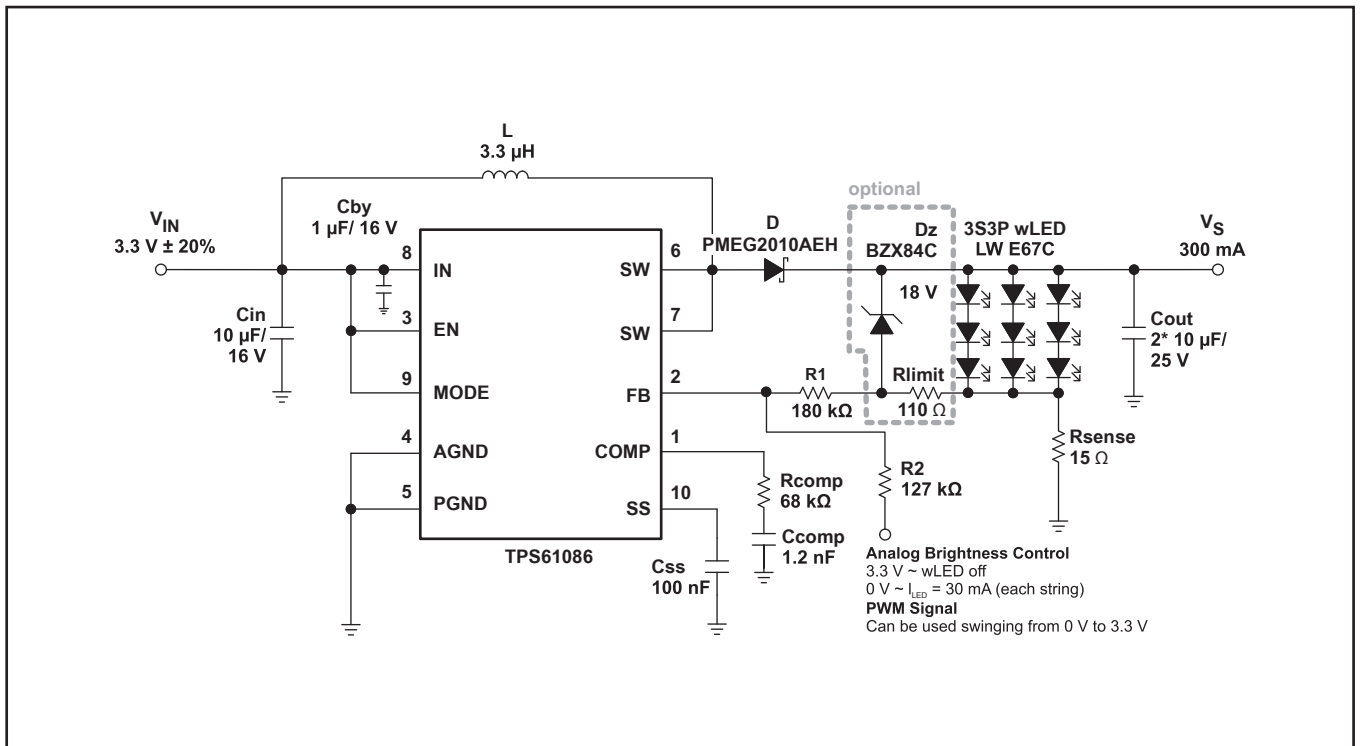 L
3.3 µH
optional
V_IN
3.3 V ± 20%
Cby
1 µF/ 16 V
D
PMEG2010AEH
Dz
BZX84C
3S3P wLED
LW E67C
V_S
300 mA
8
IN
SW
6
18 V
Cin
10 µF/
16 V
3
EN
SW
7
Cout
2* 10 µF/
25 V
9
MODE
FB
2
R1
180 kΩ
Rlimit
110 Ω
4
AGND
COMP
1
Rsense
15 Ω
Rcomp
68 kΩ
R2
127 kΩ
5
PGND
SS
10
Ccomp
1.2 nF
TPS61086
Css
100 nF
Analog Brightness Control
3.3 V ~ wLED off
0 V ~ I_LED = 30 mA (each string)
PWM Signal
Can be used swinging from 0 V to 3.3 V